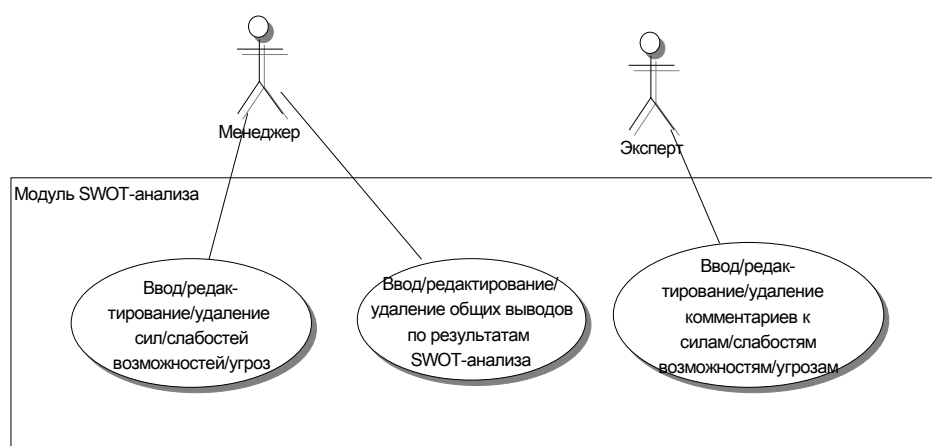 Менеджер
Эксперт
Модуль SWOT-анализа
Ввод/редак-
тирование/удаление
сил/слабостей
возможностей/угроз
Ввод/редактирование/
удаление общих выводов
по результатам
SWOT-анализа
Ввод/редак-
тирование/удаление
комментариев к
силам/слабостям
возможностям/угрозам